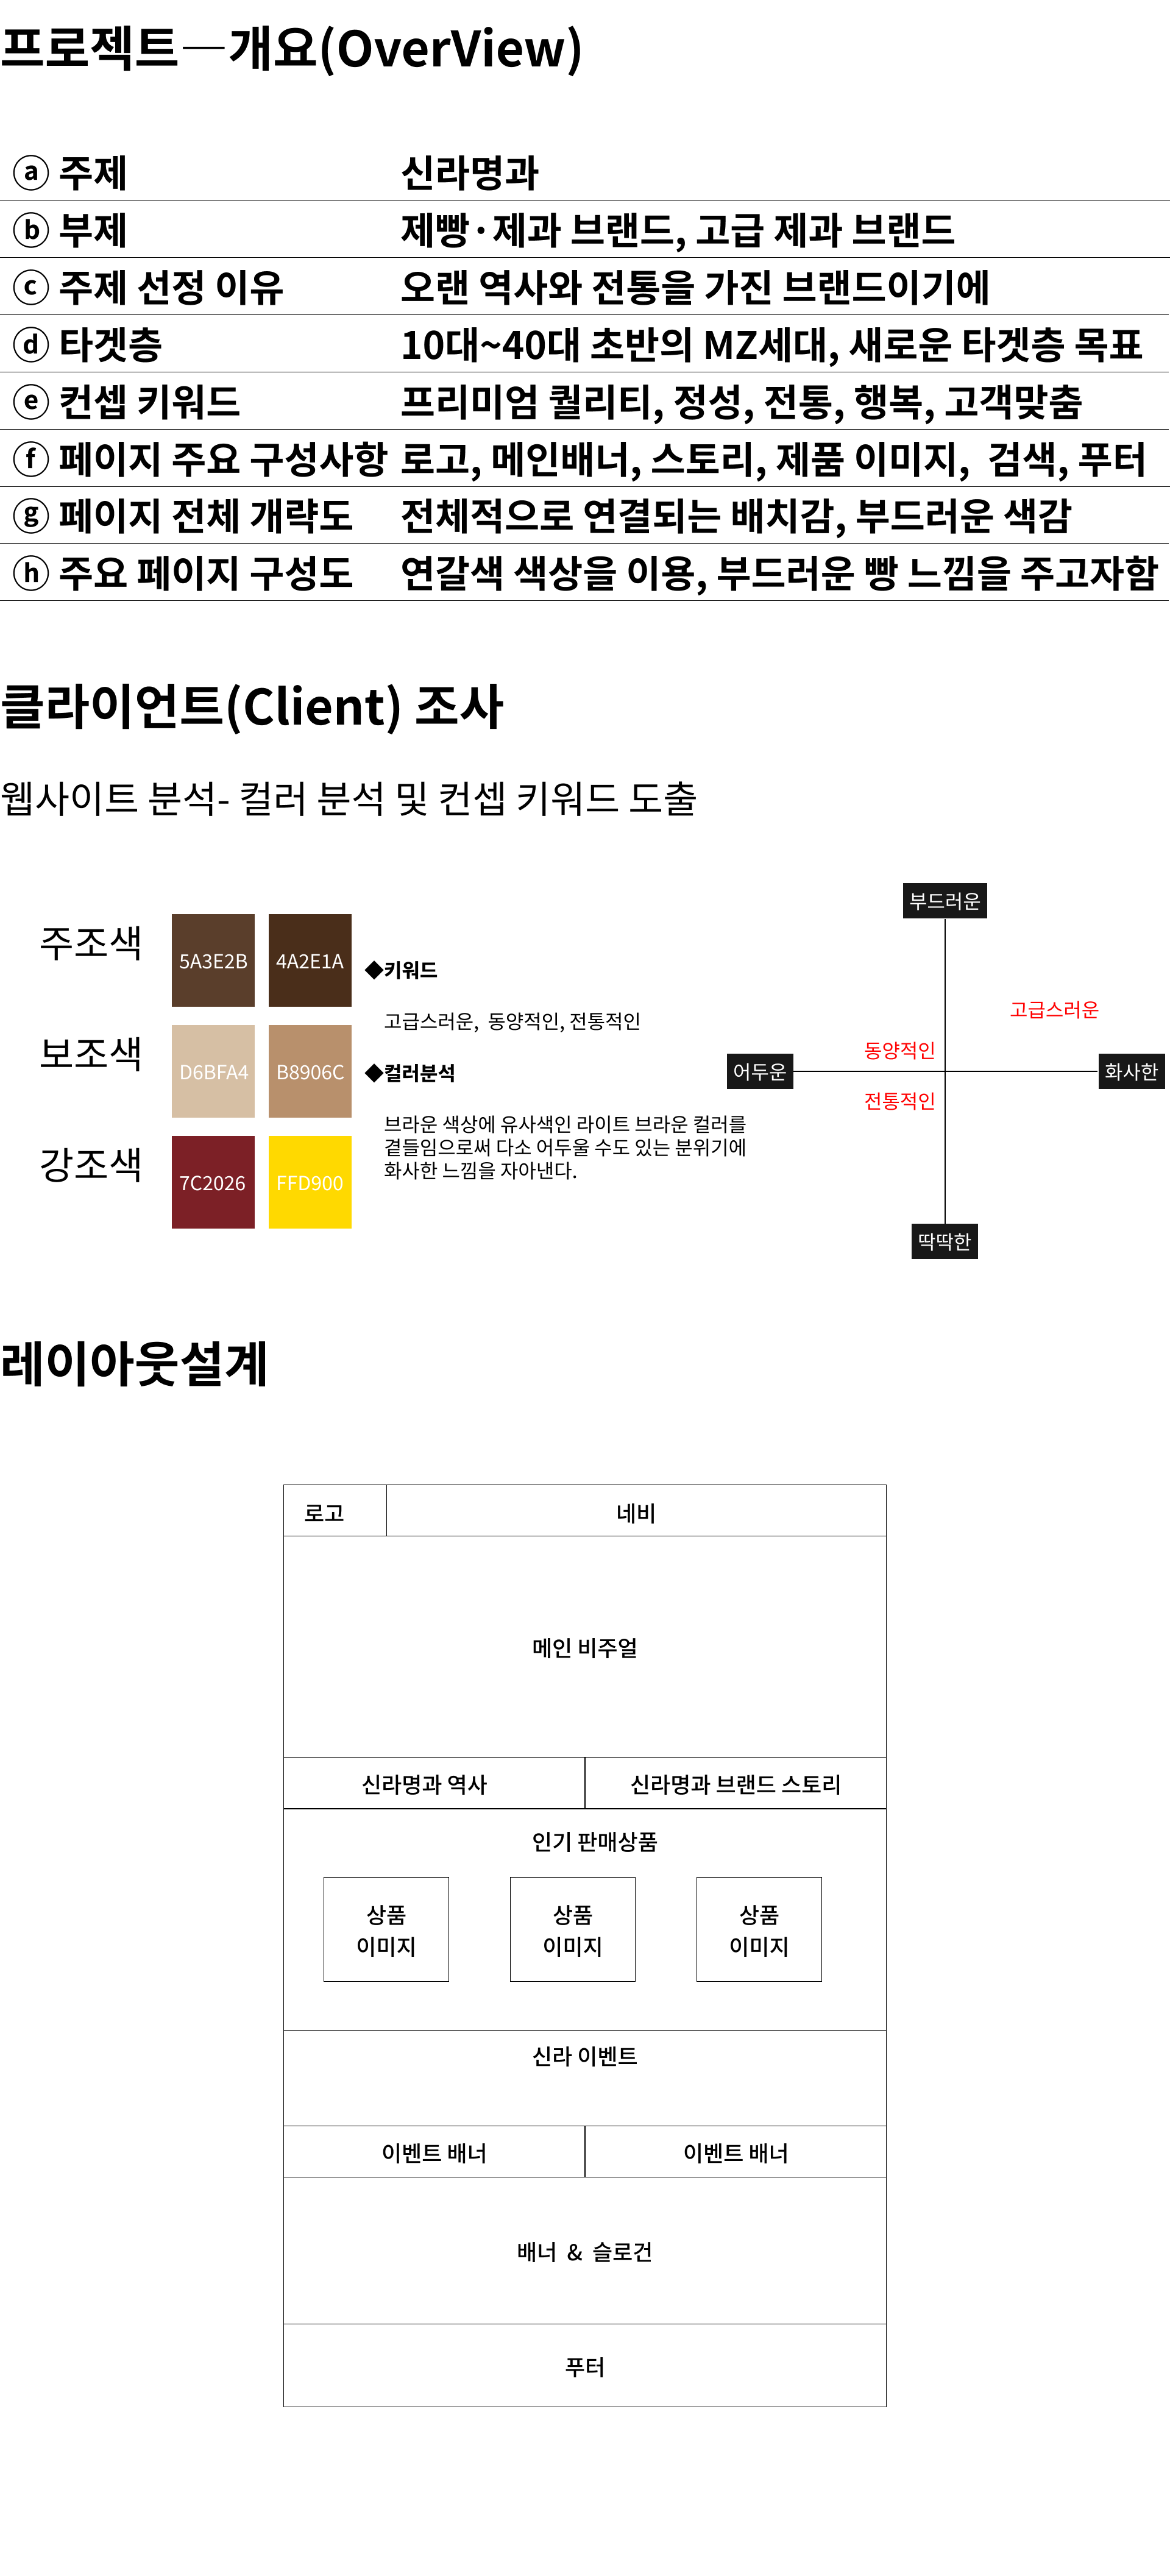 프로젝트—개요(OverView)
ⓐ 주제 신라명과
ⓑ 부제 제빵·제과 브랜드, 고급 제과 브랜드
ⓒ 주제 선정 이유 오랜 역사와 전통을 가진 브랜드이기에
ⓓ 타겟층 10대~40대 초반의 MZ세대, 새로운 타겟층 목표
ⓔ 컨셉 키워드 프리미엄 퀄리티, 정성, 전통, 행복, 고객맞춤
ⓕ 페이지 주요 구성사항 로고, 메인배너, 스토리, 제품 이미지, 검색, 푸터
ⓖ 페이지 전체 개략도 전체적으로 연결되는 배치감, 부드러운 색감
ⓗ 주요 페이지 구성도 연갈색 색상을 이용, 부드러운 빵 느낌을 주고자함
클라이언트(Client) 조사
웹사이트 분석- 컬러 분석 및 컨셉 키워드 도출
주조색
5A3E2B 4A2E1A
보조색
D6BFA4 B8906C
강조색
7C2026 FFD900
◆키워드
고급스러운, 동양적인, 전통적인
◆컬러분석
브라운 색상에 유사색인 라이트 브라운 컬러를
곁들임으로써 다소 어두울 수도 있는 분위기에
화사한 느낌을 자아낸다.
부드러운
고급스러운
동양적인
어두운 화사한
전통적인
딱딱한
레이아웃설계
로고 네비
메인 비주얼
신라명과 역사 신라명과 브랜드 스토리
인기 판매상품
상품 상품 상품
이미지 이미지 이미지
신라 이벤트
이벤트 배너 이벤트 배너
배너 & 슬로건
푸터